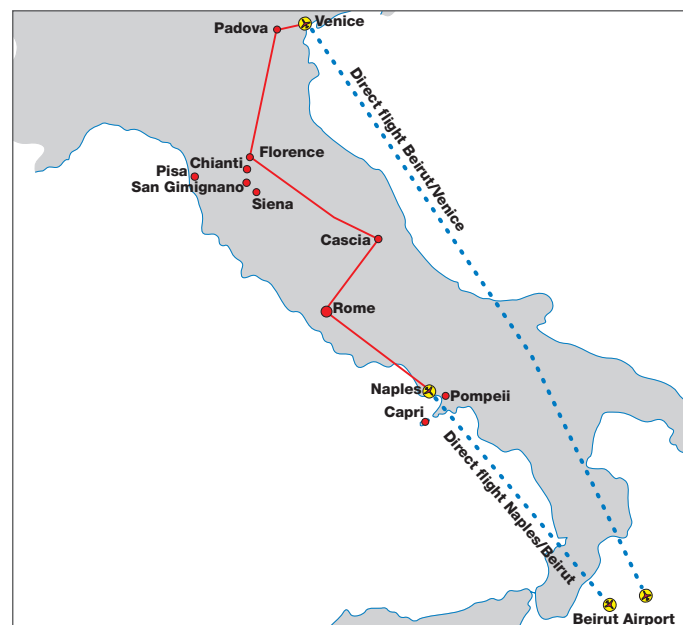 Padova
Venice
Direct flight Beirut/Venice
Florence
Chianti
Pisa
San Gimignano
Siena
Cascia
Rome
Naples
Pompeii
Capri
Direct flight Naples/Beirut
Beirut Airport